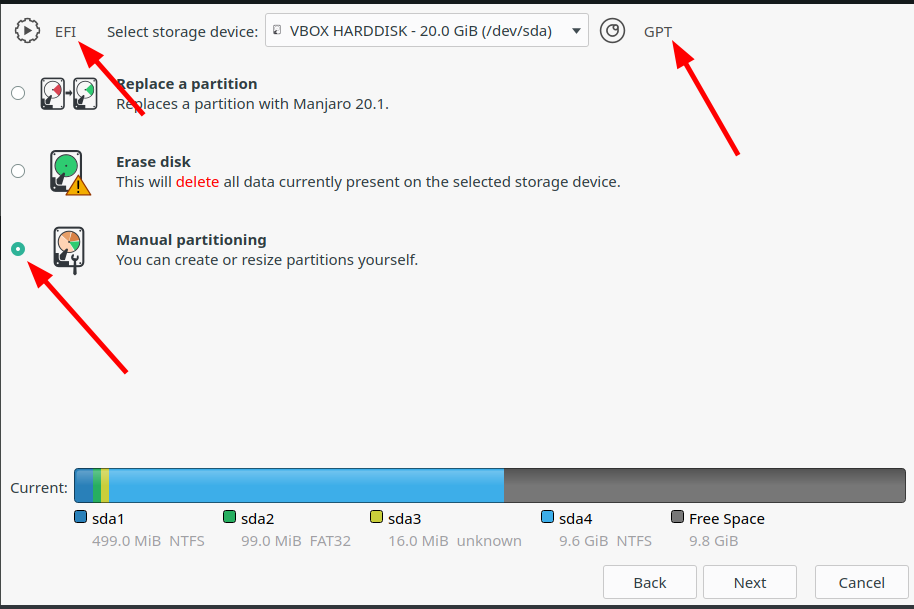 EFI Select storage device: VBOX HARDDISK - 20.0 GiB (/dev/sda) GPT
Replace a partition
Replaces a partition with Manjaro 20.1.
Erase disk
This will delete all data currently present on the selected storage device.
Manual partitioning
You can create or resize partitions yourself.
Current:
sda1 sda2 sda3 sda4 Free Space
499.0 MiB NTFS 99.0 MiB FAT32 16.0 MiB unknown 9.6 GiB NTFS 9.8 GiB
Back Next Cancel